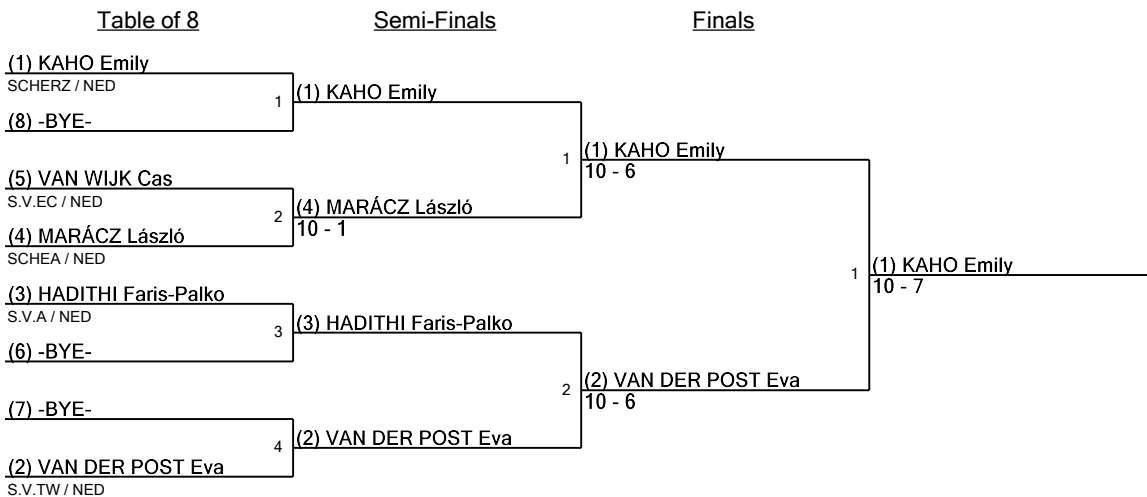 Table of 8
Semi-Finals
Finals
(1) KAHO Emily
SCHERZ / NED
(8) -BYE-
1
(5) VAN WIJK Cas
S.V.EC / NED
(4) MARÁCZ László
SCHEA / NED
2
(3) HADITHI Faris-Palko
S.V.A / NED
(6) -BYE-
3
(7) -BYE-
(2) VAN DER POST Eva
S.V.TW / NED
4
(1) KAHO Emily
(4) MARÁCZ László
10 - 1
1
(3) HADITHI Faris-Palko
(2) VAN DER POST Eva
2
(1) KAHO Emily
10 - 6
(2) VAN DER POST Eva
10 - 6
1
(1) KAHO Emily
10 - 7